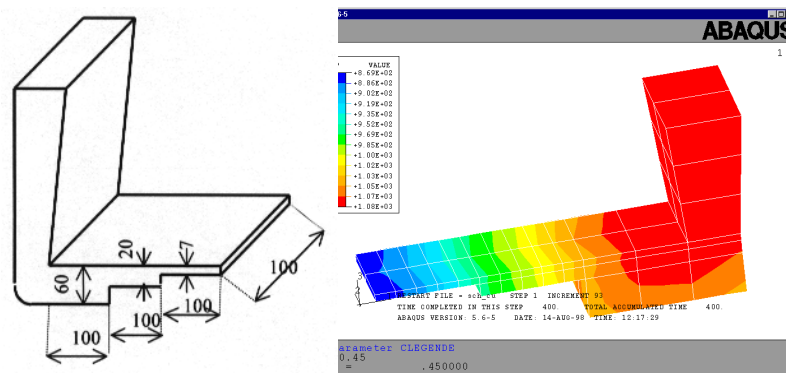 20
7
60
100
100
100
100
6-5
ABAQUS
1
VALUE
+8.69E+02
+8.86E+02
+9.02E+02
+9.19E+02
+9.35E+02
+9.52E+02
+9.69E+02
+9.85E+02
+1.00E+03
+1.02E+03
+1.03E+03
+1.05E+03
+1.07E+03
+1.08E+03
3
RESTART FILE = sch_cu STEP 1 INCREMENT 93
TIME COMPLETED IN THIS STEP 400. TOTAL ACCUMULATED TIME 400.
ABAQUS VERSION: 5.6-5 DATE: 14-AUG-98 TIME: 12:17:29
arameter CLEGENDE
0.45
= .450000